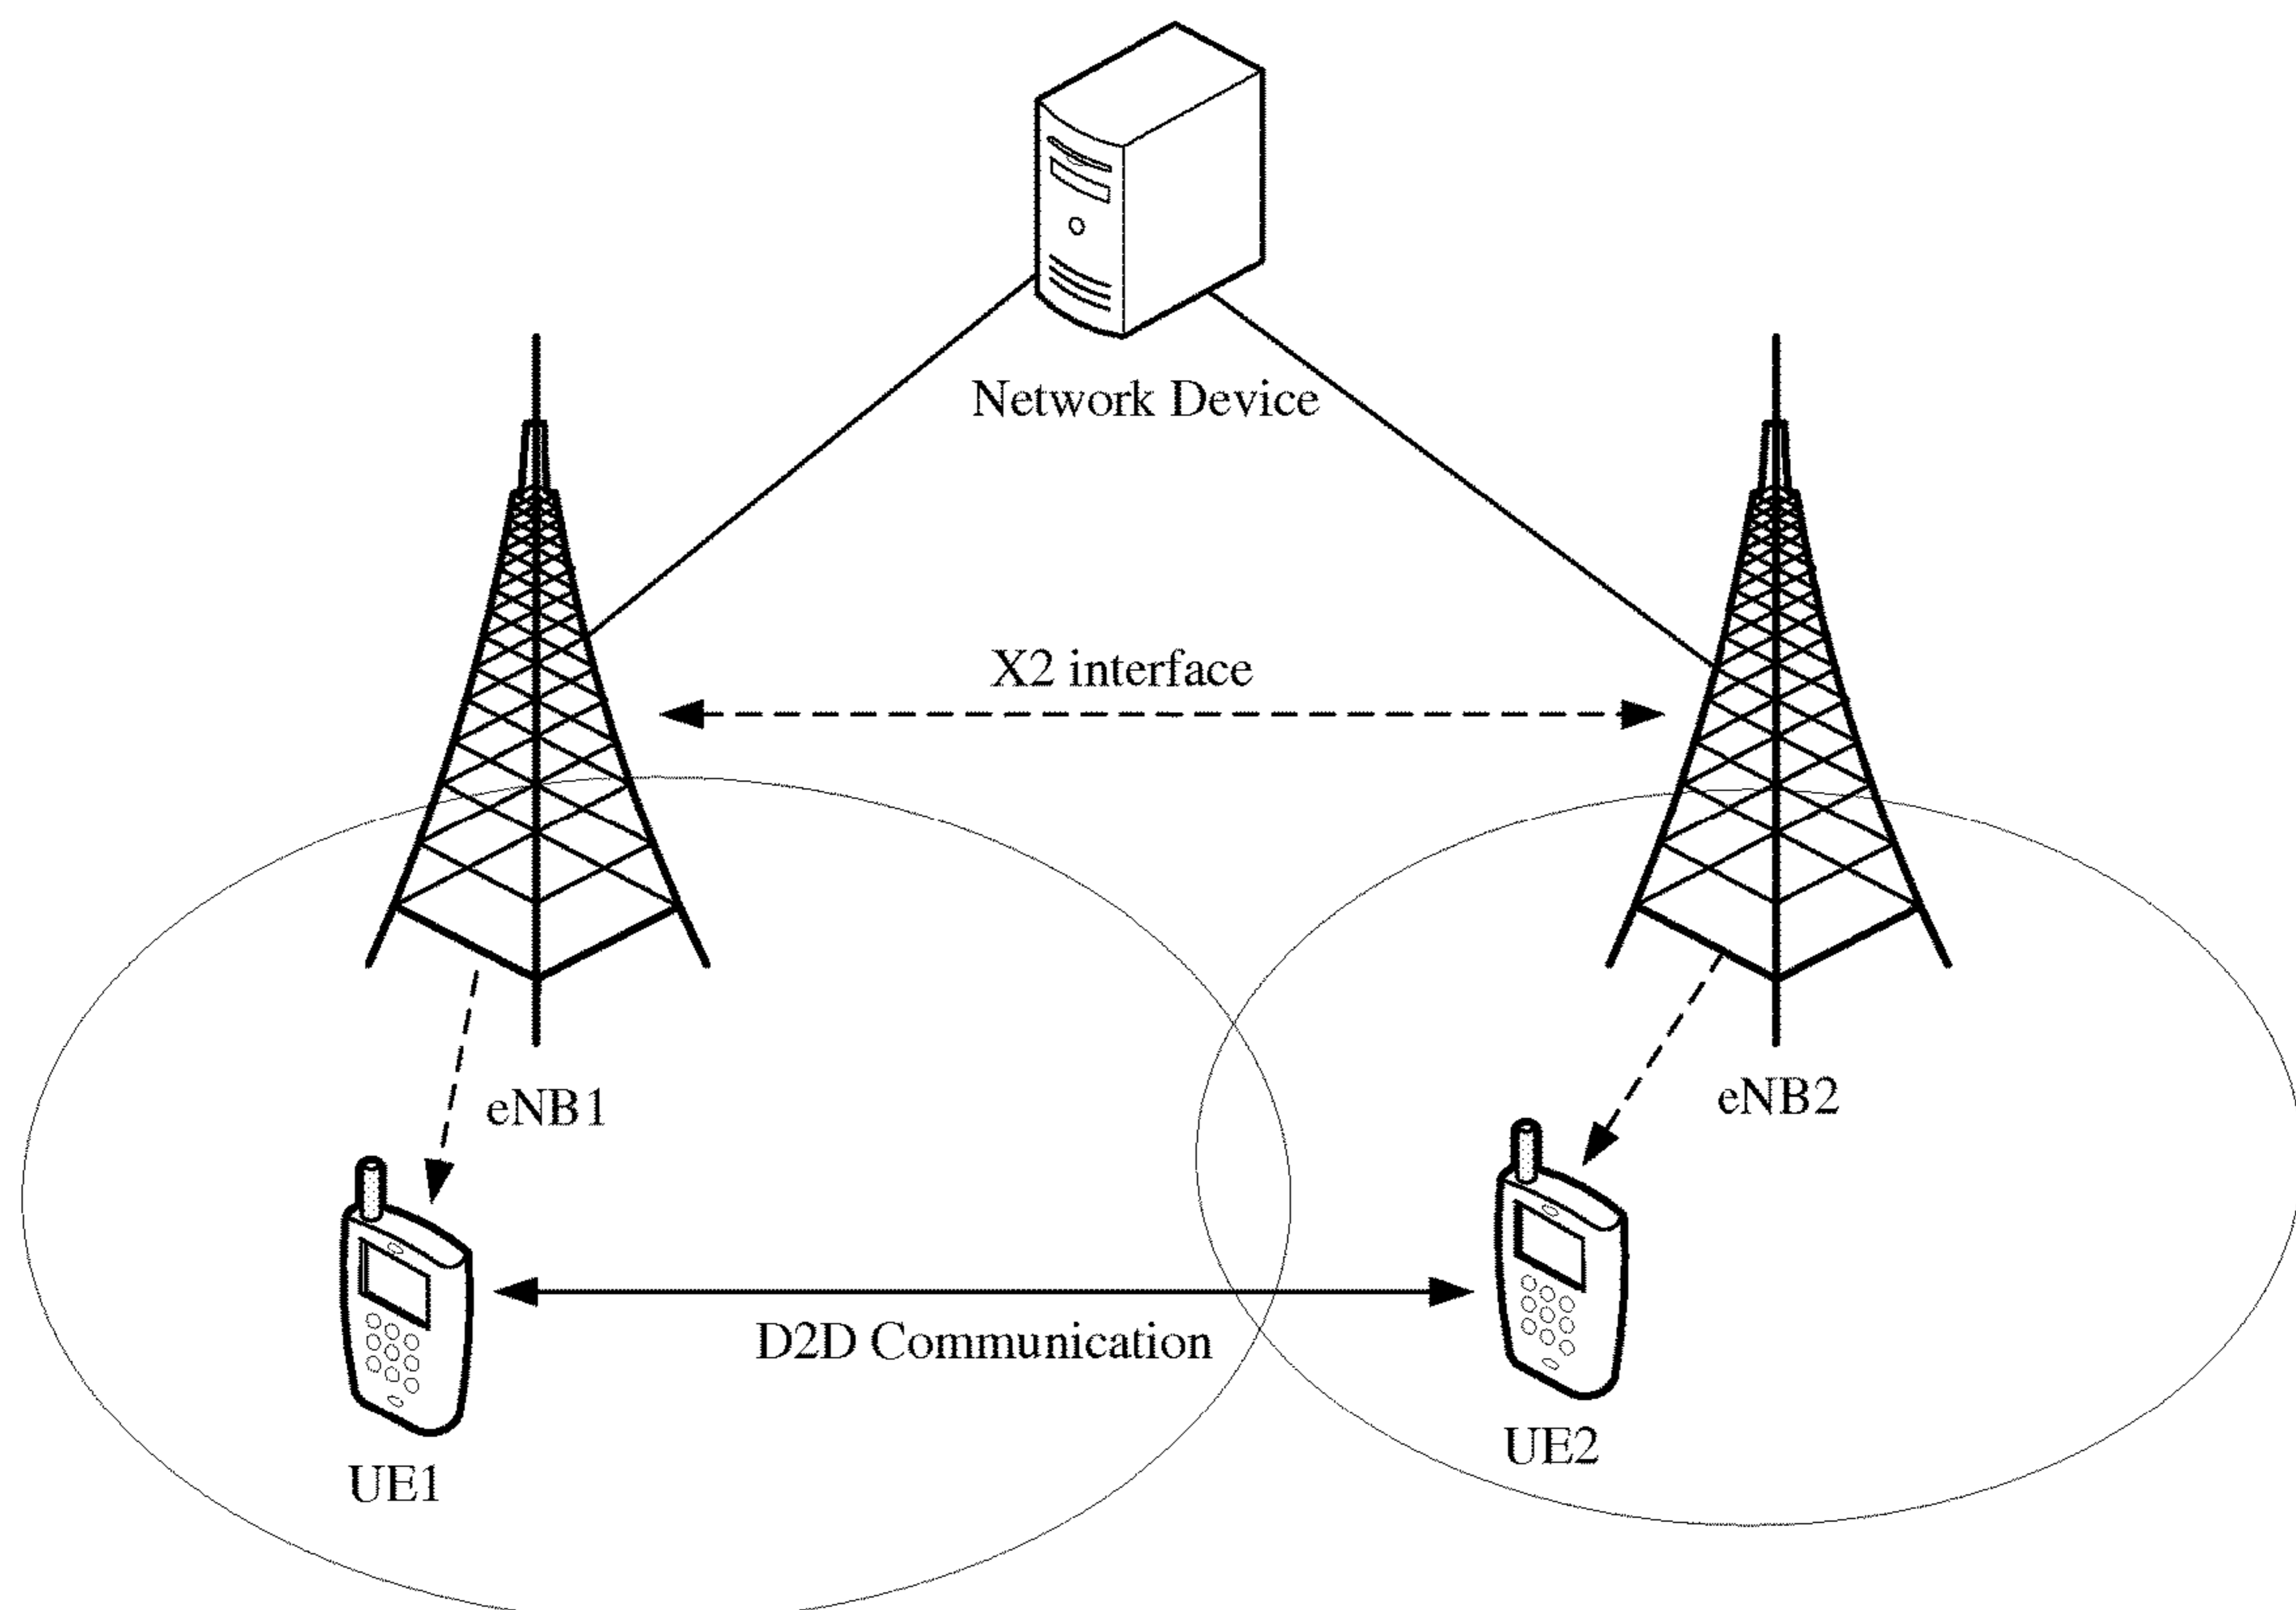 Network Device
X2 interface
eNB1
eNB2
D2D Communication
UE1
UE2